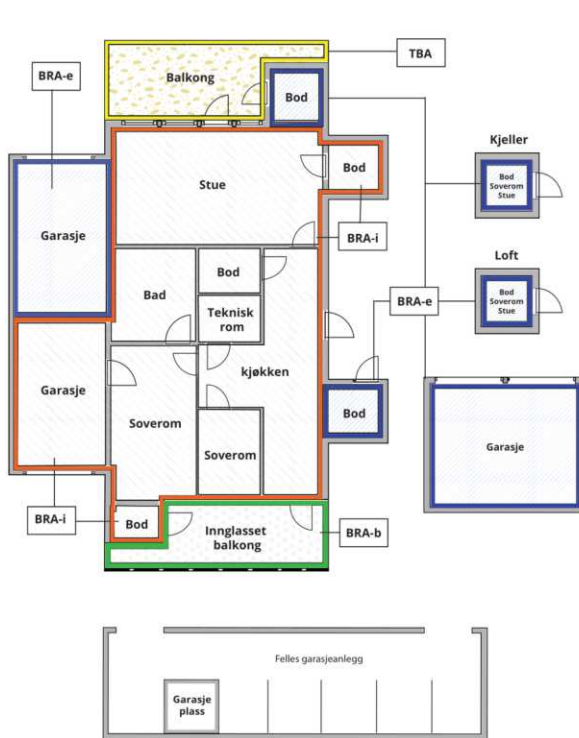 TBA
BRA-e
Balkong
Bod
Kjeller
Bod
Soverom
Stue
Bod
Stue
Garasje
BRA-i
Loft
Bod
Bad
Bod
Soverom
Stue
BRA-e
Teknisk
rom
Garasje
kjøkken
Bod
Soverom
Soverom
Garasje
BRA-i
Bod
Innglasset
balkong
BRA-b
Felles garasjeanlegg
Garasje
plass